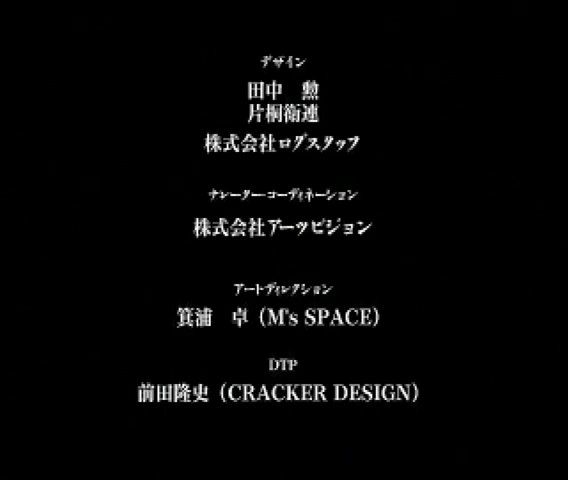 デザイン
田中　勲
片桐衛連
株式会社ログスタッフ
ナレーター・コーディネーション
株式会社アーツビジョン
アートディレクション
箕浦　卓（M's SPACE）
DTP
前田隆史（CRACKER DESIGN）